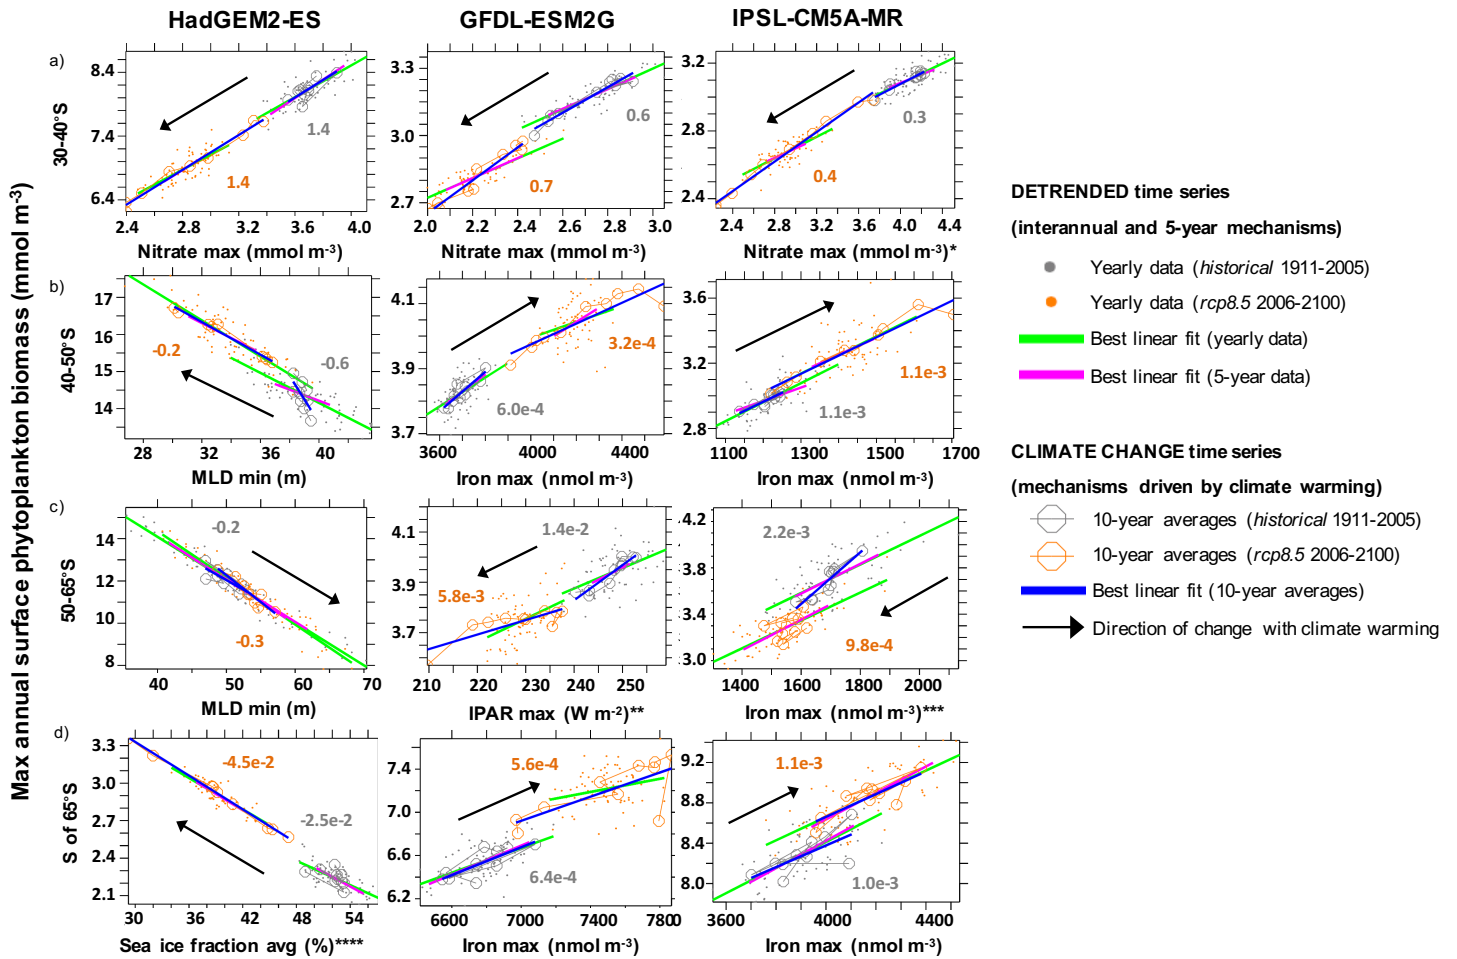 HadGEM2-ES GFDL-ESM2G IPSL-CM5A-MR
Max annual surface phytoplankton biomass (mmol m-3)
a)
30-40°S
8.4
7.4
6.4
1.4
1.4
2.4 2.8 3.2 3.6 4.0
Nitrate max (mmol m-3)
3.3
3.0
2.7
0.6
0.7
2.0 2.2 2.4 2.6 2.8 3.0
Nitrate max (mmol m-3)
3.2
2.8
2.4
0.3
0.4
2.4 2.8 3.2 3.6 4.0 4.4
Nitrate max (mmol m-3)*
b)
40-50°S
17
16
15
14
-0.2
-0.6
28 32 36 40
MLD min (m)
4.1
3.9
3.7
3.2e-4
6.0e-4
3600 4000 4400
Iron max (nmol m-3)
3.6
3.2
2.8
1.1e-3
1.1e-3
1100 1300 1500 1700
Iron max (nmol m-3)
c)
50-65°S
14
12
10
8
-0.2
-0.3
40 50 60 70
MLD min (m)
4.1
3.9
3.7
1.4e-2
5.8e-3
210 220 230 240 250
IPAR max (W m-2)**
4.2
3.8
3.4
3.0
2.2e-3
9.8e-4
1400 1600 1800 2000
Iron max (nmol m-3)***
d)
S of 65°S
3.3
3.0
2.7
2.4
2.1
-4.5e-2
-2.5e-2
30 36 42 48 54
Sea ice fraction avg (%)****
7.4
7.0
6.6
6.2
5.6e-4
6.4e-4
6600 7000 7400 7800
Iron max (nmol m-3)
9.2
8.8
8.4
8.0
1.1e-3
1.0e-3
3600 4000 4400
Iron max (nmol m-3)
DETRENDED time series
(interannual and 5-year mechanisms)
Yearly data (historical 1911-2005)
Yearly data (rcp8.5 2006-2100)
Best linear fit (yearly data)
Best linear fit (5-year data)
CLIMATE CHANGE time series
(mechanisms driven by climate warming)
10-year averages (historical 1911-2005)
10-year averages (rcp8.5 2006-2100)
Best linear fit (10-year averages)
Direction of change with climate warming